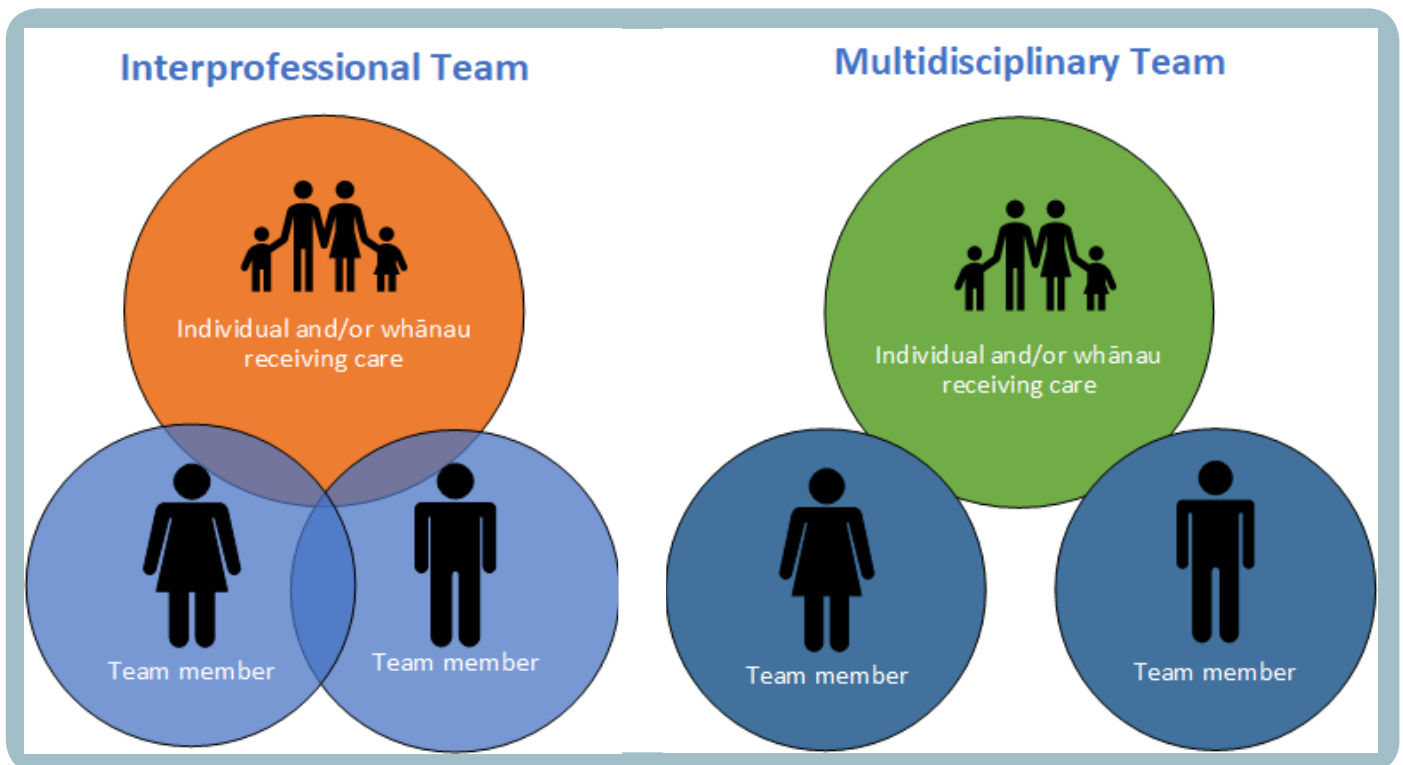 Interprofessional Team
Individual and/or whānau
receiving care
Team member
Team member
Multidisciplinary Team
Individual and/or whānau
receiving care
Team member
Team member